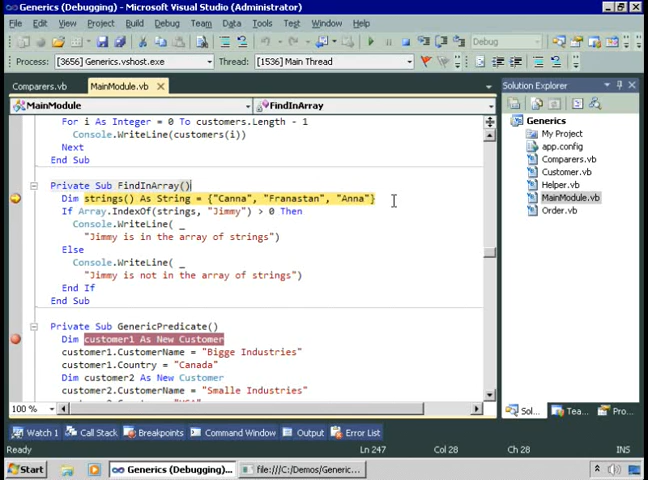 Generics (Debugging) - Microsoft Visual Studio (Administrator)
File Edit View Project Build Debug Team Data Tools Test Window Help
Debug
Process: [3656] Generics.vshost.exe Thread: [1536] Main Thread
Comparers.vb MainModule.vb
MainModule FindInArray
For i As Integer = 0 To customers.Length - 1
Console.WriteLine(customers(i))
Next
End Sub
Private Sub FindInArray()
Dim strings() As String = {"Canna", "Franastan", "Anna"}
If Array.IndexOf(strings, "Jimmy") > 0 Then
Console.WriteLine( _
"Jimmy is in the array of strings")
Else
Console.WriteLine( _
"Jimmy is not in the array of strings")
End If
End Sub
Private Sub GenericPredicate()
Dim customer1 As New Customer
customer1.CustomerName = "Bigge Industries"
customer1.Country = "Canada"
Dim customer2 As New Customer
customer2.CustomerName = "Smalle Industries"
100 %
Solution Explorer
Generics
My Project
app.config
Comparers.vb
Customer.vb
Helper.vb
MainModule.vb
Order.vb
Sol... Tea... Pro...
Watch 1 Call Stack Breakpoints Command Window Output Error List
Ready Ln 247 Col 28 Ch 28 INS
Start Generics (Debugging)... file:///C:/Demos/Generic...